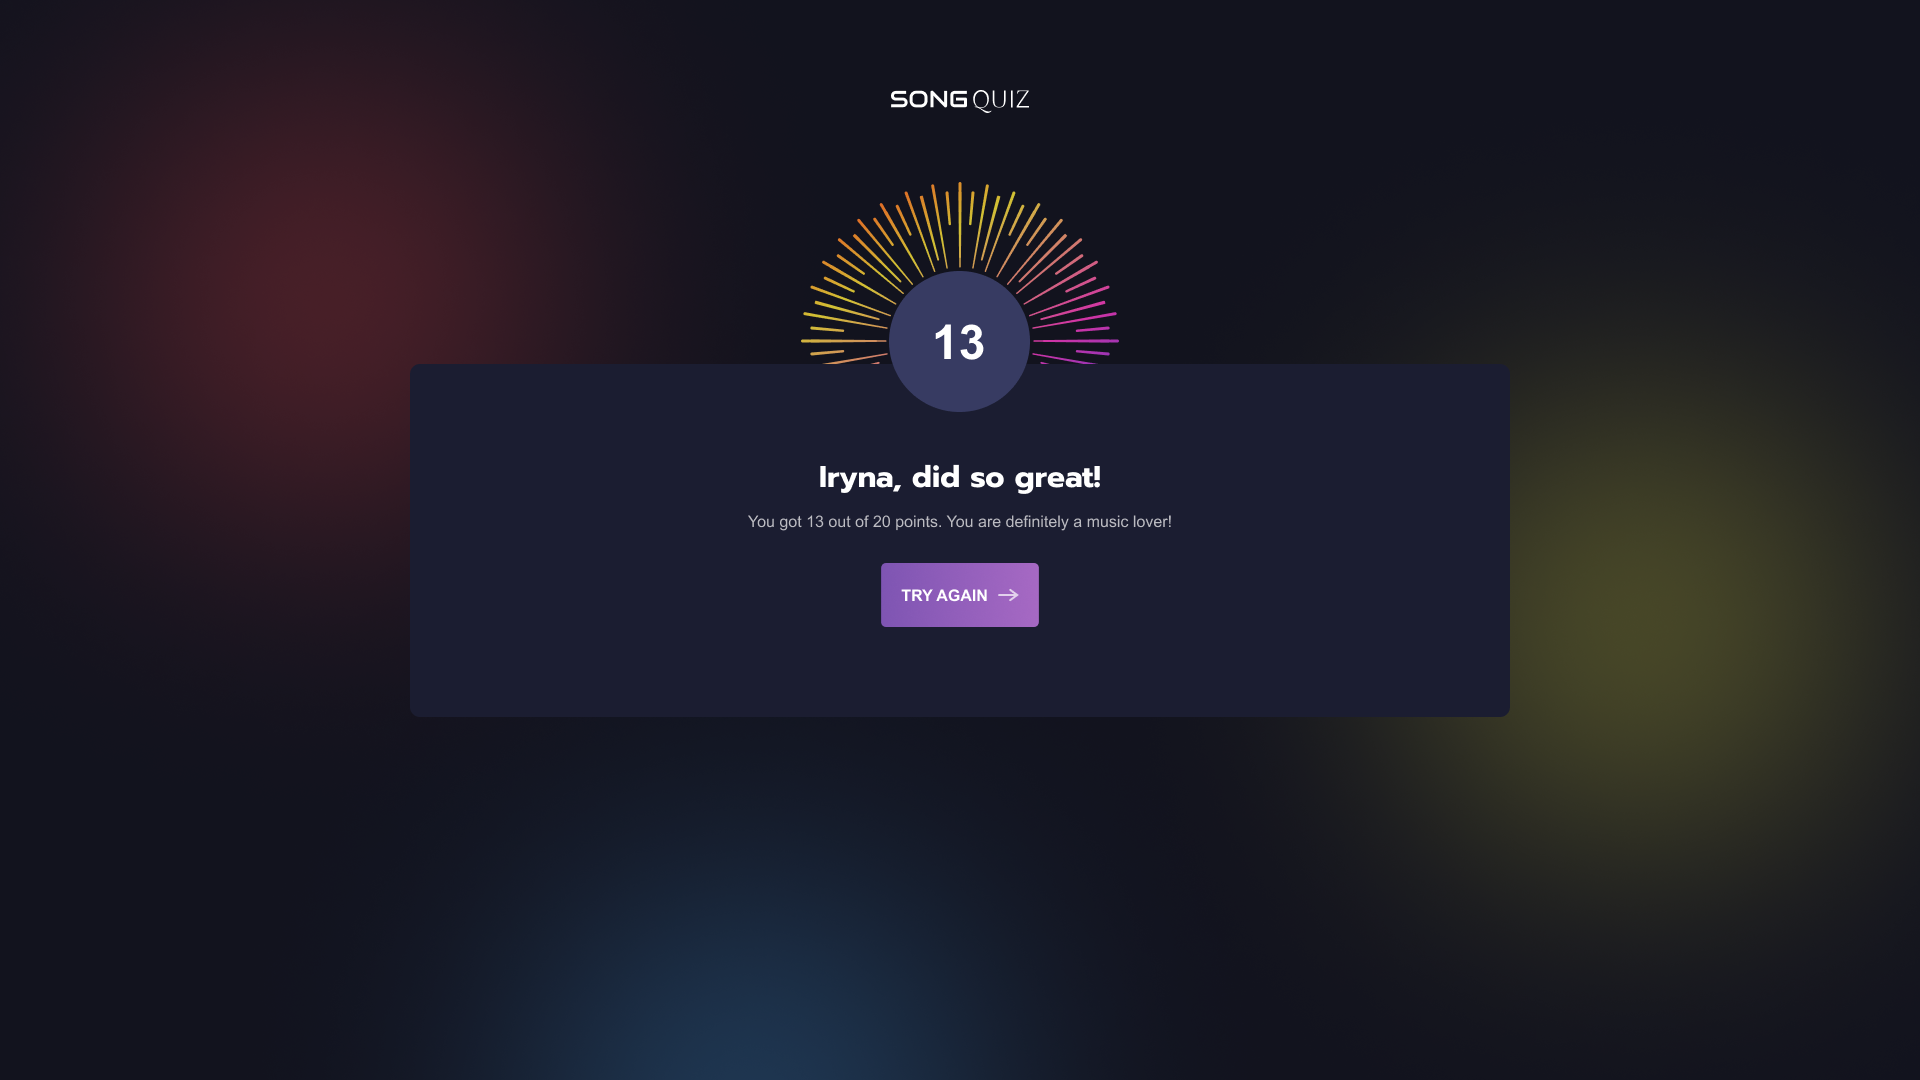 SONG QUIZ
13
Iryna, did so great!
You got 13 out of 20 points. You are definitely a music lover!
TRY AGAIN